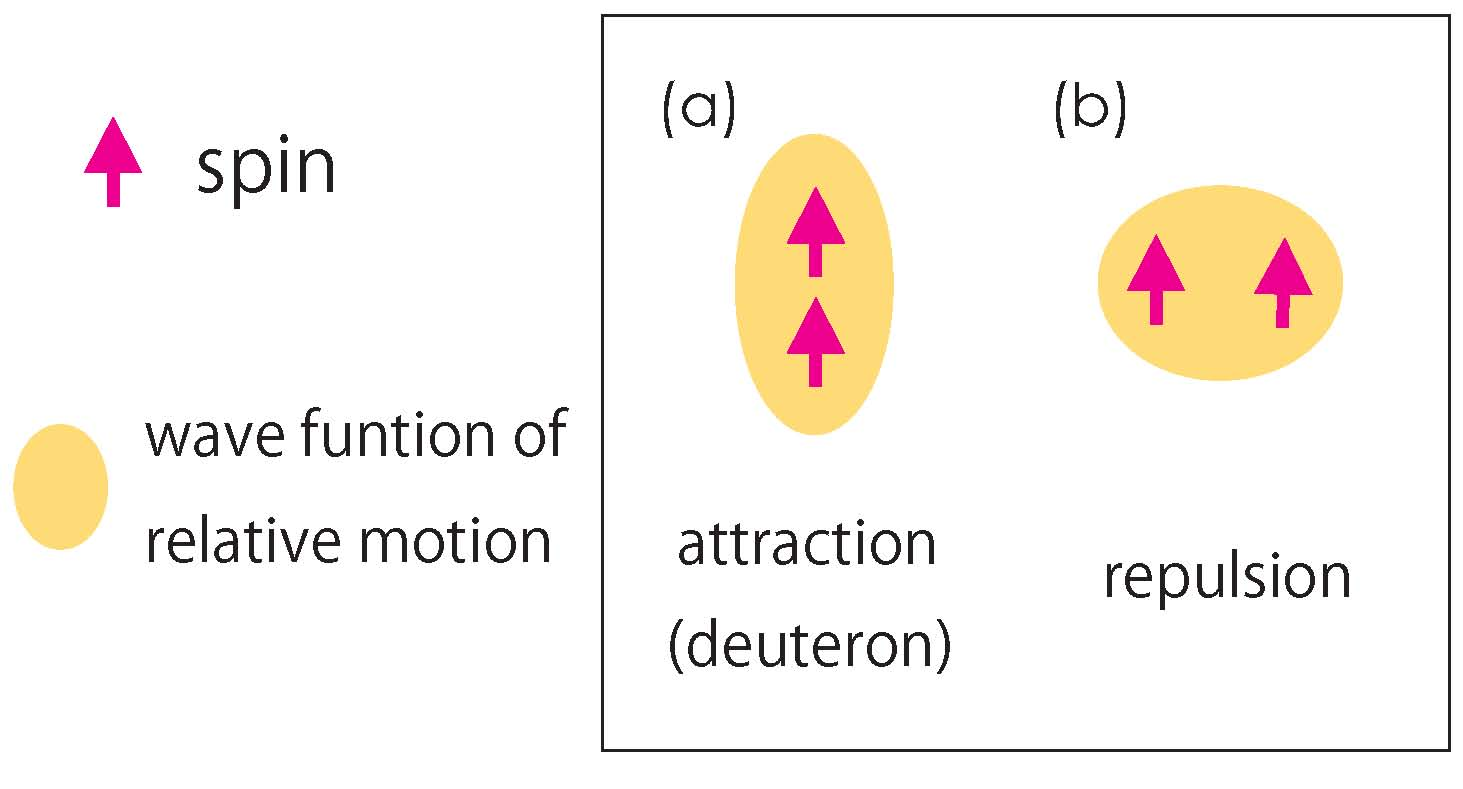 spin
wave funtion of
relative motion
(a)
attraction
(deuteron)
(b)
repulsion